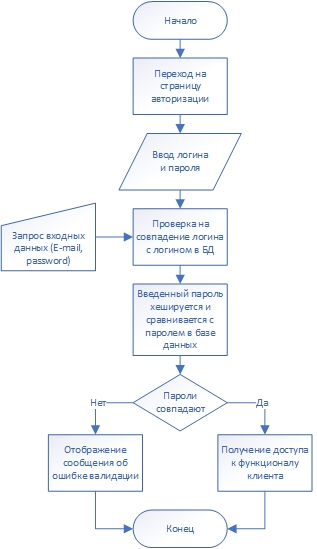 Начало
Переход на
страницу
авторизации
Ввод логина
и пароля
Запрос входных
данных (E-mail,
password)
Проверка на
совпадение логина
с логином в БД
Введенный пароль
хешируется и
сравнивается с
паролем в базе
данных
Пароли
совпадают
Нет
Да
Отображение
сообщения об
ошибке валидации
Получение доступа
к функционалу
клиента
Конец